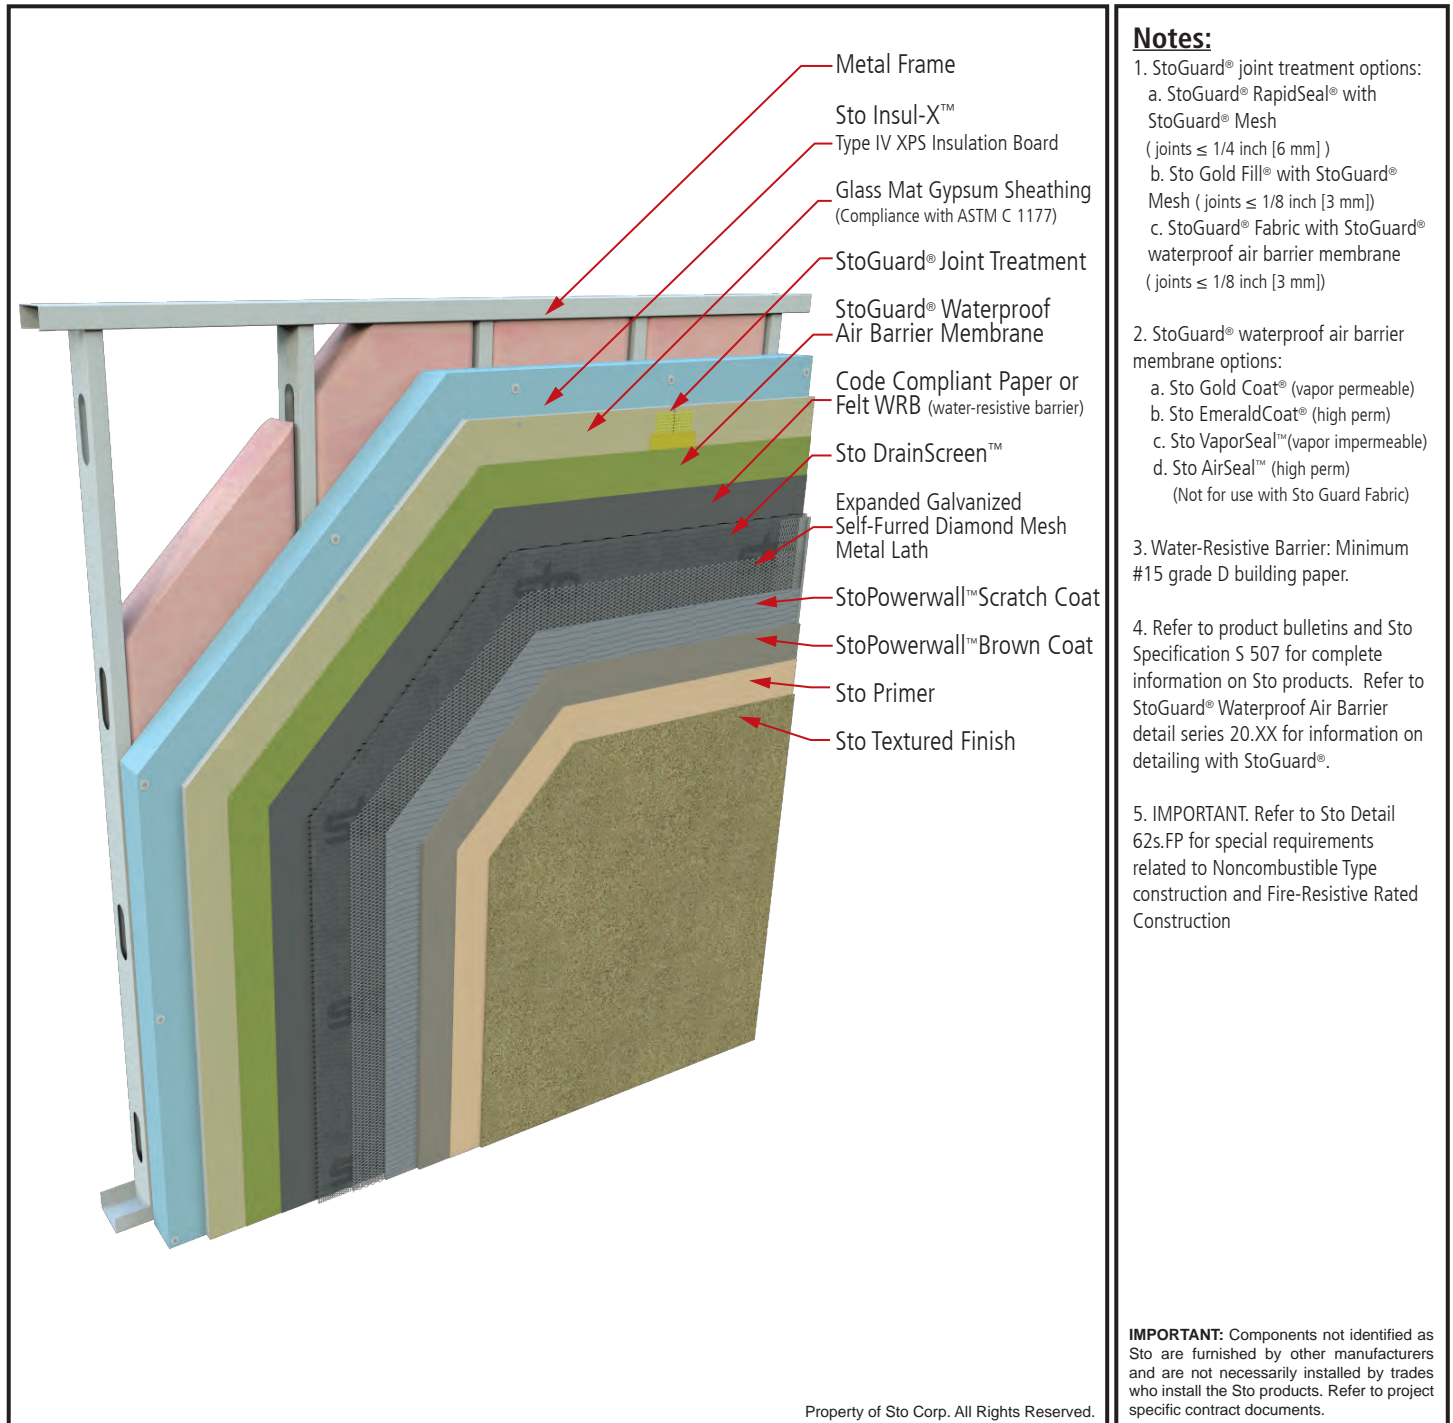 Metal Frame
Sto Insul-X™
Type IV XPS Insulation Board
Glass Mat Gypsum Sheathing
(Compliance with ASTM C 1177)
StoGuard® Joint Treatment
StoGuard® Waterproof
Air Barrier Membrane
Code Compliant Paper or
Felt WRB (water-resistive barrier)
Sto DrainScreen™
Expanded Galvanized
Self-Furred Diamond Mesh
Metal Lath
StoPowerwall™Scratch Coat
StoPowerwall™Brown Coat
Sto Primer
Sto Textured Finish
Property of Sto Corp. All Rights Reserved.
Notes:
1. StoGuard® joint treatment options:
a. StoGuard® RapidSeal® with
StoGuard® Mesh
( joints ≤ 1/4 inch [6 mm] )
b. Sto Gold Fill® with StoGuard®
Mesh ( joints ≤ 1/8 inch [3 mm])
c. StoGuard® Fabric with StoGuard®
waterproof air barrier membrane
( joints ≤ 1/8 inch [3 mm])
2. StoGuard® waterproof air barrier
membrane options:
a. Sto Gold Coat® (vapor permeable)
b. Sto EmeraldCoat® (high perm)
c. Sto VaporSeal™(vapor impermeable)
d. Sto AirSeal™ (high perm)
(Not for use with Sto Guard Fabric)
3. Water-Resistive Barrier: Minimum
#15 grade D building paper.
4. Refer to product bulletins and Sto
Specification S 507 for complete
information on Sto products. Refer to
StoGuard® Waterproof Air Barrier
detail series 20.XX for information on
detailing with StoGuard®.
5. IMPORTANT. Refer to Sto Detail
62s.FP for special requirements
related to Noncombustible Type
construction and Fire-Resistive Rated
Construction
IMPORTANT: Components not identified as
Sto are furnished by other manufacturers
and are not necessarily installed by trades
who install the Sto products. Refer to project
specific contract documents.